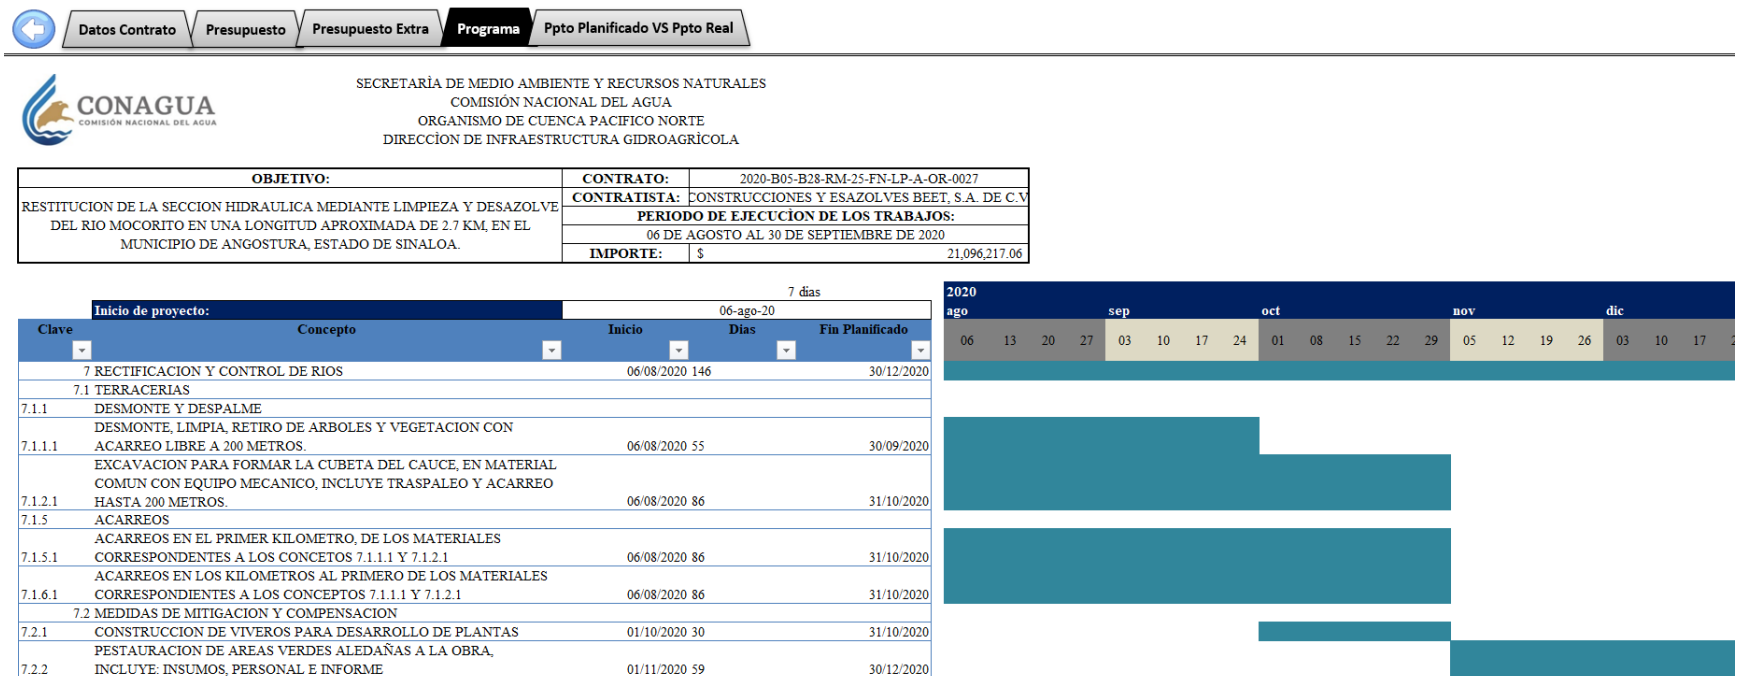 Datos Contrato
Presupuesto
Presupuesto Extra
Programa
Ppto Planificado VS Ppto Real
CONAGUA
COMISIÓN NACIONAL DEL AGUA
SECRETARÌA DE MEDIO AMBIENTE Y RECURSOS NATURALES
COMISIÓN NACIONAL DEL AGUA
ORGANISMO DE CUENCA PACIFICO NORTE
DIRECCÌON DE INFRAESTRUCTURA GIDROAGRÌCOLA
OBJETIVO:
RESTITUCION DE LA SECCION HIDRAULICA MEDIANTE LIMPIEZA Y DESAZOLVE
DEL RIO MOCORITO EN UNA LONGITUD APROXIMADA DE 2.7 KM, EN EL
MUNICIPIO DE ANGOSTURA, ESTADO DE SINALOA.
CONTRATO: 2020-B05-B28-RM-25-FN-LP-A-OR-0027
CONTRATISTA: CONSTRUCCIONES Y ESAZOLVES BEET, S.A. DE C.V
PERIODO DE EJECUCÌON DE LOS TRABAJOS:
06 DE AGOSTO AL 30 DE SEPTIEMBRE DE 2020
IMPORTE: $ 21,096,217.06
7 dias
Inicio de proyecto: 06-ago-20
Clave Concepto Inicio Dias Fin Planificado
2020
ago sep oct nov dic
06 13 20 27 03 10 17 24 01 08 15 22 29 05 12 19 26 03 10 17
7 RECTIFICACION Y CONTROL DE RIOS 06/08/2020 146 30/12/2020
7.1 TERRACERIAS
7.1.1 DESMONTE Y DESPALME
DESMONTE, LIMPIA, RETIRO DE ARBOLES Y VEGETACION CON
7.1.1.1 ACARREO LIBRE A 200 METROS. 06/08/2020 55 30/09/2020
EXCAVACION PARA FORMAR LA CUBETA DEL CAUCE, EN MATERIAL
COMUN CON EQUIPO MECANICO, INCLUYE TRASPALEO Y ACARREO
7.1.2.1 HASTA 200 METROS. 06/08/2020 86 31/10/2020
7.1.5 ACARREOS
ACARREOS EN EL PRIMER KILOMETRO, DE LOS MATERIALES
7.1.5.1 CORRESPONDENTES A LOS CONCETOS 7.1.1.1 Y 7.1.2.1 06/08/2020 86 31/10/2020
ACARREOS EN LOS KILOMETROS AL PRIMERO DE LOS MATERIALES
7.1.6.1 CORRESPONDIENTES A LOS CONCEPTOS 7.1.1.1 Y 7.1.2.1 06/08/2020 86 31/10/2020
7.2 MEDIDAS DE MITIGACION Y COMPENSACION
7.2.1 CONSTRUCCION DE VIVEROS PARA DESARROLLO DE PLANTAS 01/10/2020 30 31/10/2020
PESTAURACION DE AREAS VERDES ALEDAÑAS A LA OBRA,
7.2.2 INCLUYE: INSUMOS, PERSONAL E INFORME 01/11/2020 59 30/12/2020